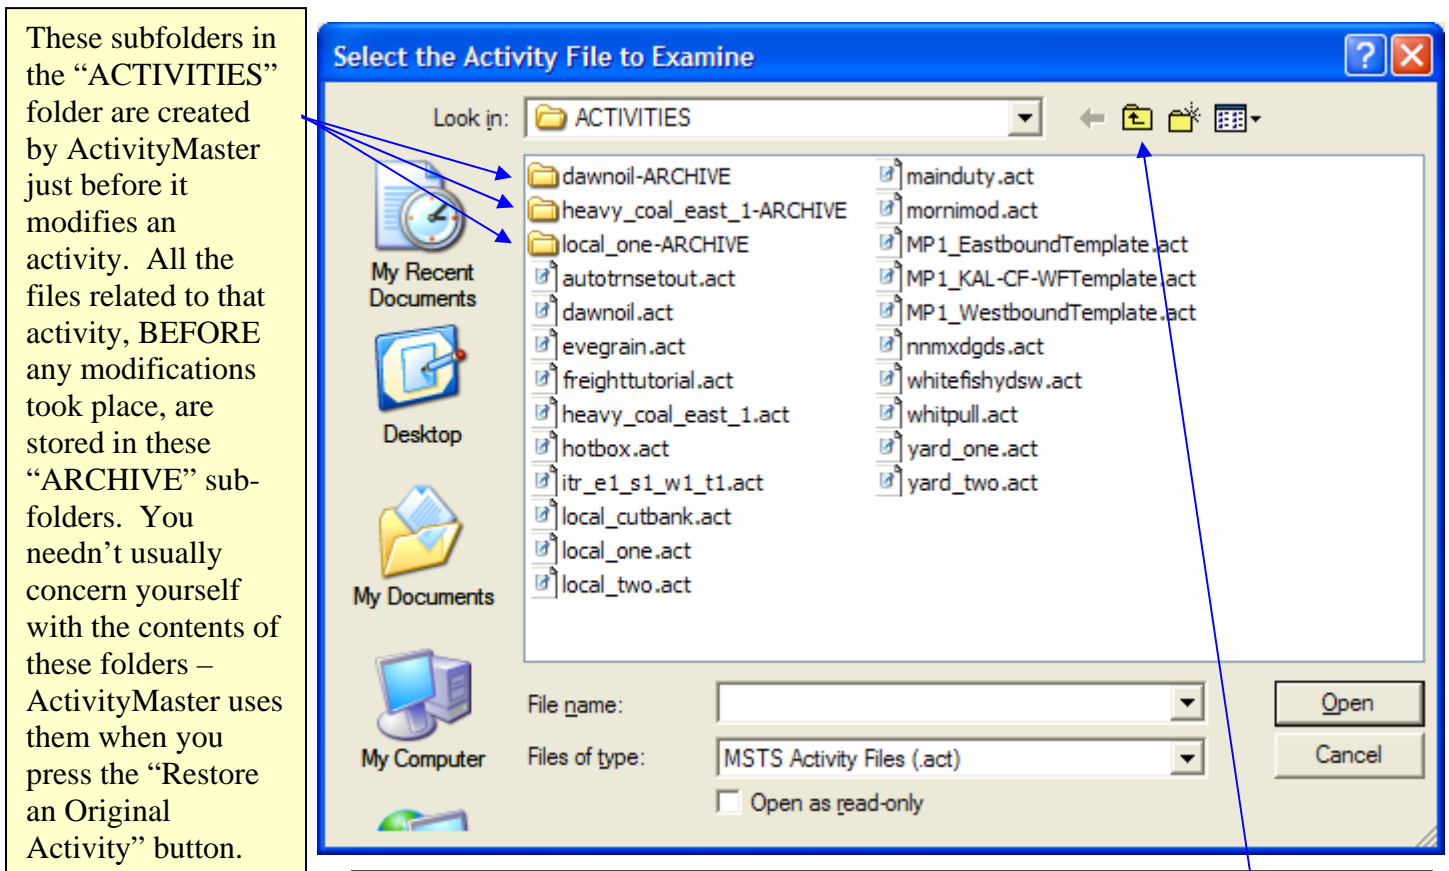 These subfolders in
the “ACTIVITIES”
folder are created
by ActivityMaster
just before it
modifies an
activity.  All the
files related to that
activity, BEFORE
any modifications
took place, are
stored in these
“ARCHIVE” sub-
folders.  You
needn’t usually
concern yourself
with the contents of
these folders –
ActivityMaster uses
them when you
press the “Restore
an Original
Activity” button.
Select the Activity File to Examine
Look in: ACTIVITIES
My Recent
Documents
Desktop
My Documents
My Computer
dawnoil-ARCHIVE
heavy_coal_east_1-ARCHIVE
local_one-ARCHIVE
autotrnsetout.act
dawnoil.act
evegrain.act
freighttutorial.act
heavy_coal_east_1.act
hotbox.act
itr_e1_s1_w1_t1.act
local_cutbank.act
local_one.act
local_two.act
mainduty.act
mornimod.act
MP1_EastboundTemplate.act
MP1_KAL-CF-WFTemplate.act
MP1_WestboundTemplate.act
nnmxdgds.act
whitefishydsw.act
whitpull.act
yard_one.act
yard_two.act
File name:
Open
Files of type: MSTS Activity Files (.act)
Cancel
Open as read-only